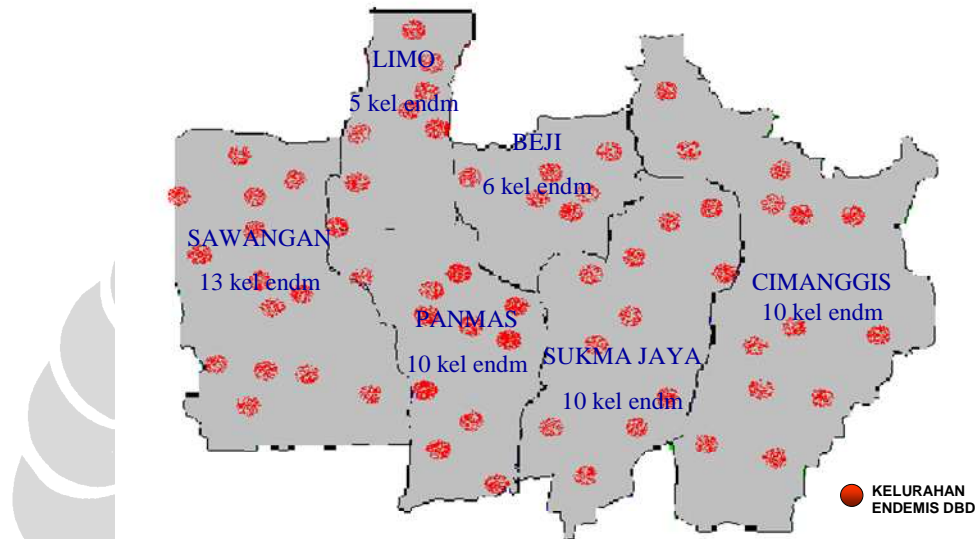 LIMO
5 kel endm
BEJI
6 kel endm
SAWANGAN
13 kel endm
CIMANGGIS
10 kel endm
PANMAS
10 kel endm
SUKMA JAYA
10 kel endm
KELURAHAN
ENDEMIS DBD